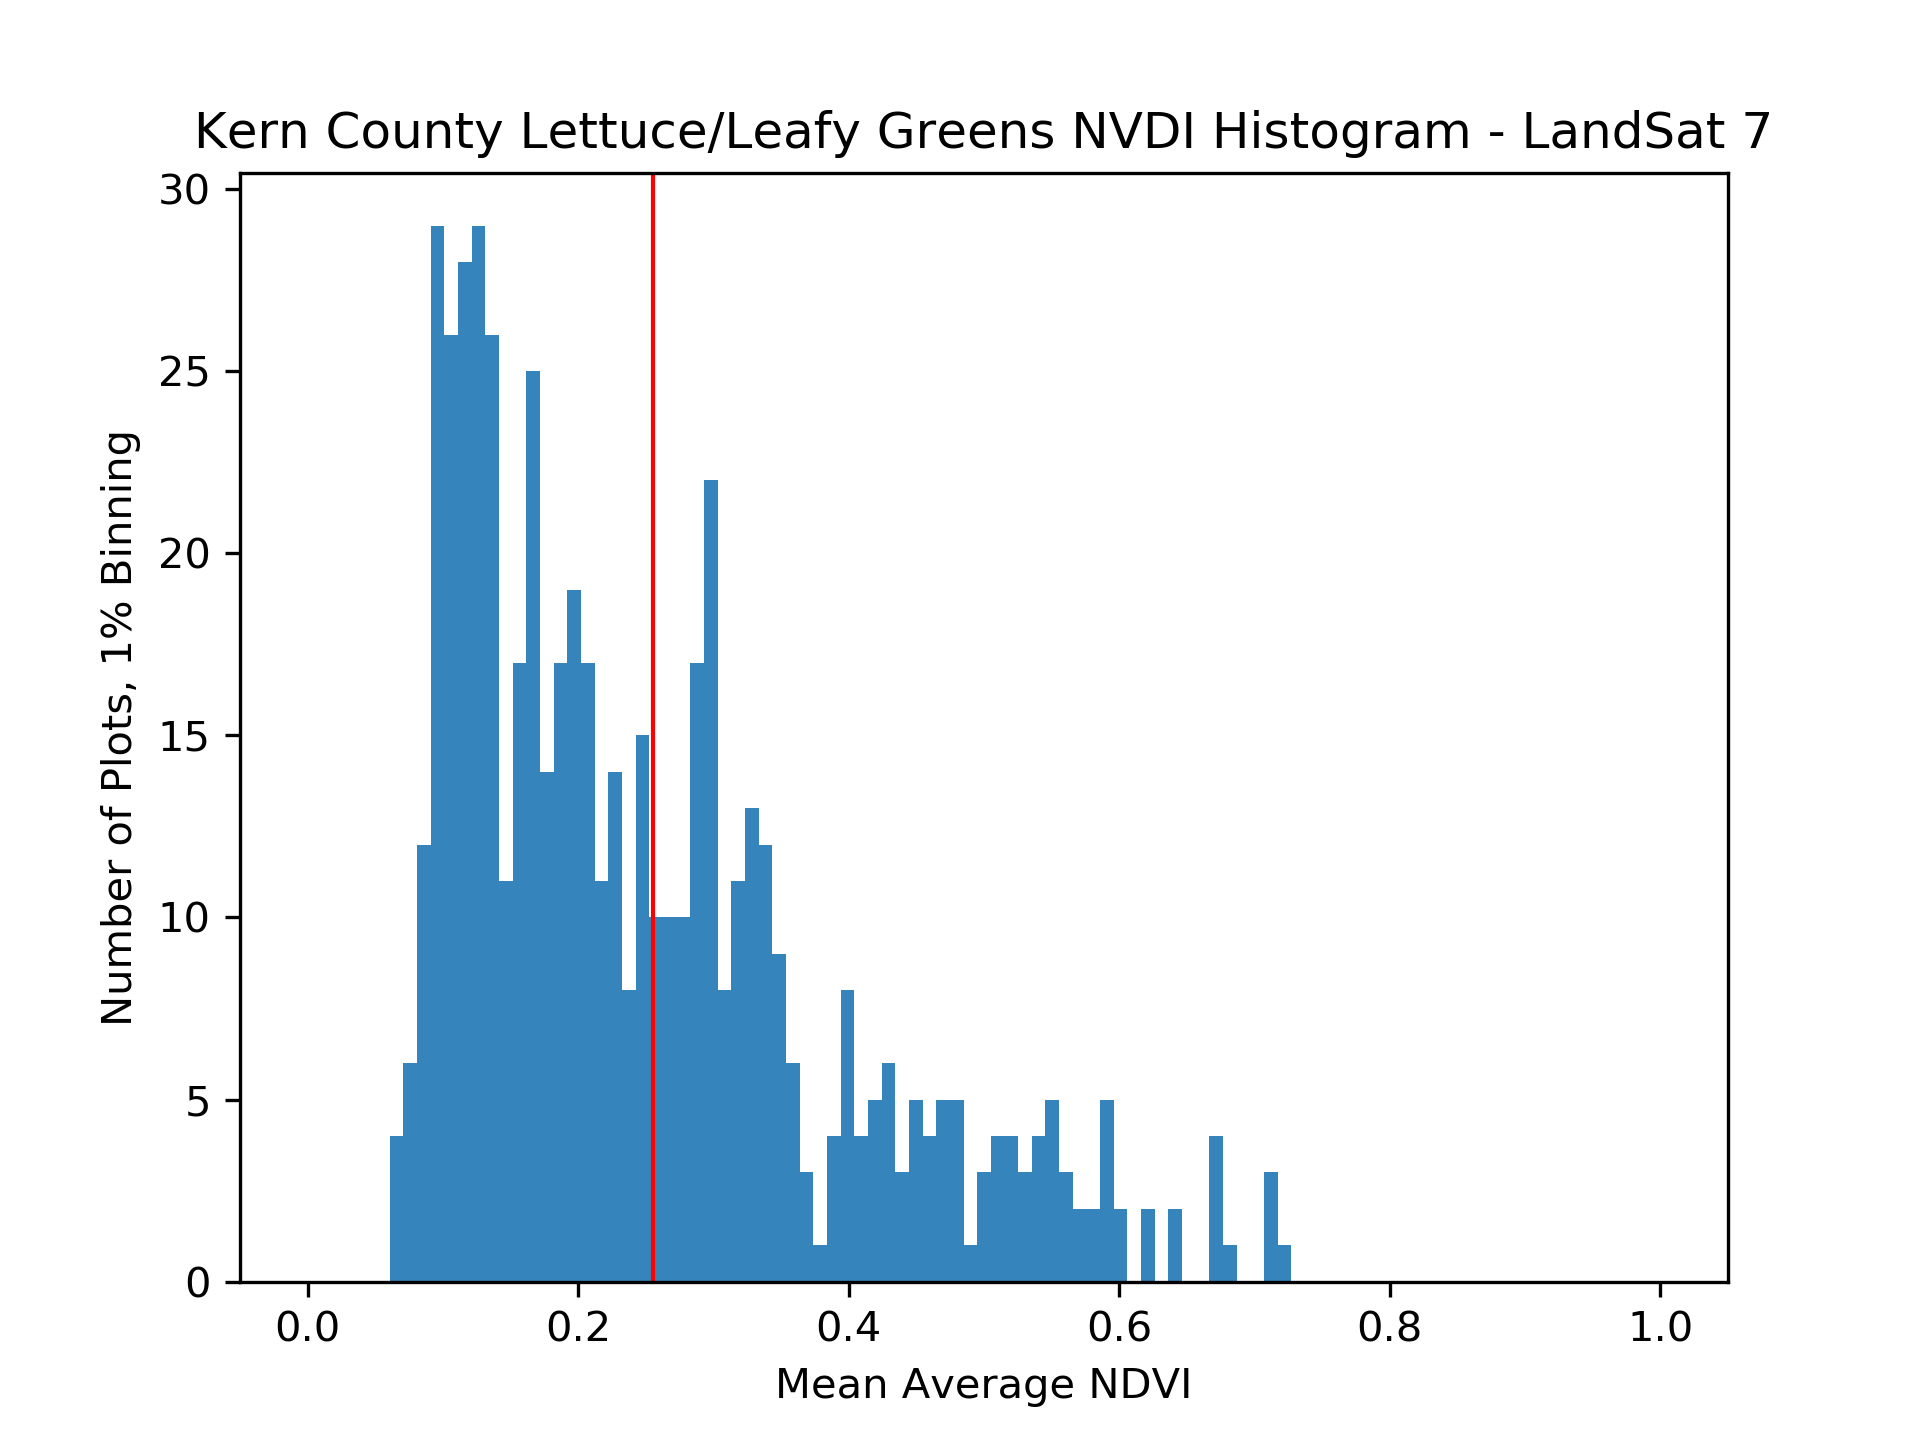 Kern County Lettuce/Leafy Greens NVDI Histogram - LandSat 7
30
25
20
15
10
5
0
Number of Plots, 1% Binning
0.0 0.2 0.4 0.6 0.8 1.0
Mean Average NDVI